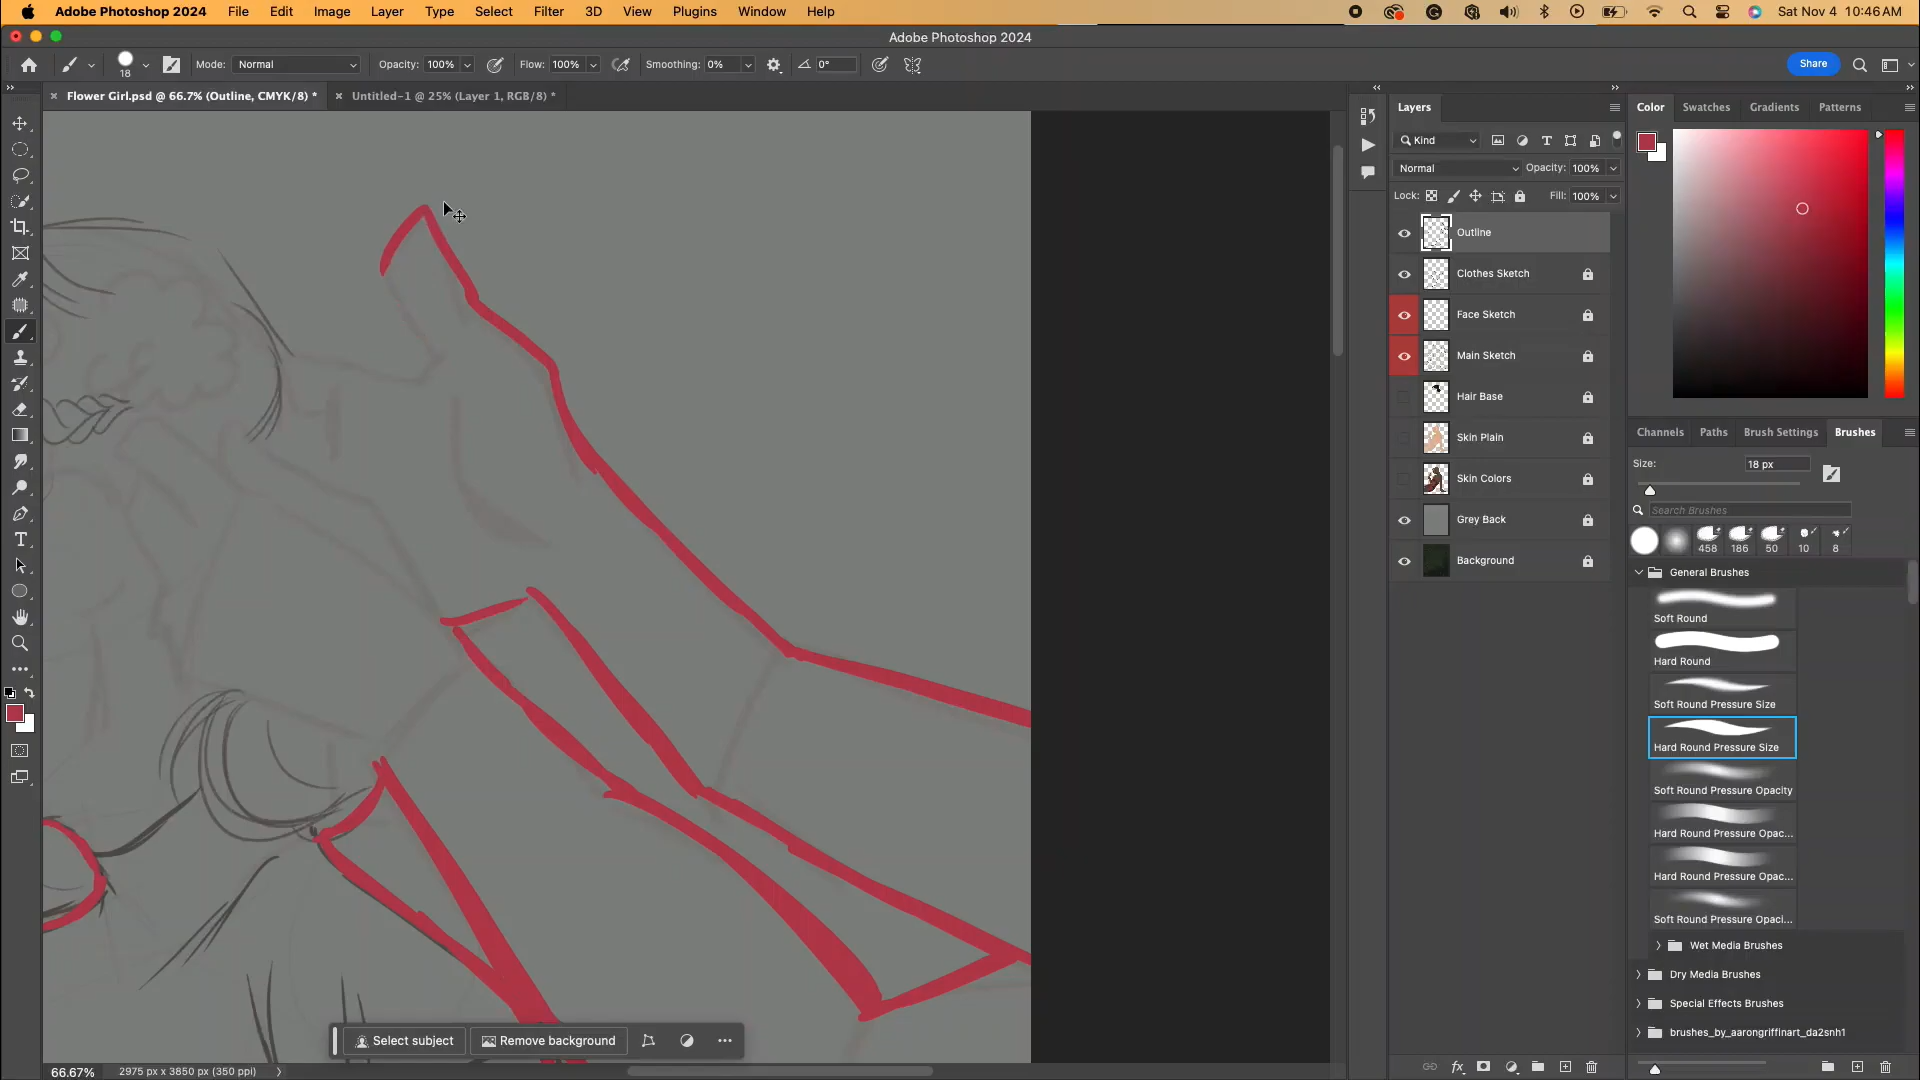 Adobe Photoshop 2024 File Edit Image Layer Type Select Filter 3D View Plugins Window Help Sat Nov 4 10:46 AM
Adobe Photoshop 2024
18 Mode: Normal Opacity: 100% Flow: 100% Smoothing: 0% 0° Share
Flower Girl.psd @ 66.7% (Outline, CMYK/8) * Untitled-1 @ 25% (Layer 1, RGB/8) *
Layers
Kind
Normal Opacity: 100%
Lock: Fill: 100%
Outline
Clothes Sketch
Face Sketch
Main Sketch
Hair Base
Skin Plain
Skin Colors
Grey Back
Background
Color Swatches Gradients Patterns
Channels Paths Brush Settings Brushes
Size: 18 px
Search Brushes
458 186 50 10 8
General Brushes
Soft Round
Hard Round
Soft Round Pressure Size
Hard Round Pressure Size
Soft Round Pressure Opacity
Hard Round Pressure Opac...
Hard Round Pressure Opac...
Soft Round Pressure Opaci...
Wet Media Brushes
Dry Media Brushes
Special Effects Brushes
brushes_by_aarongriffinart_da2snh1
Select subject Remove background
66.67% 2975 px x 3850 px (350 ppi)